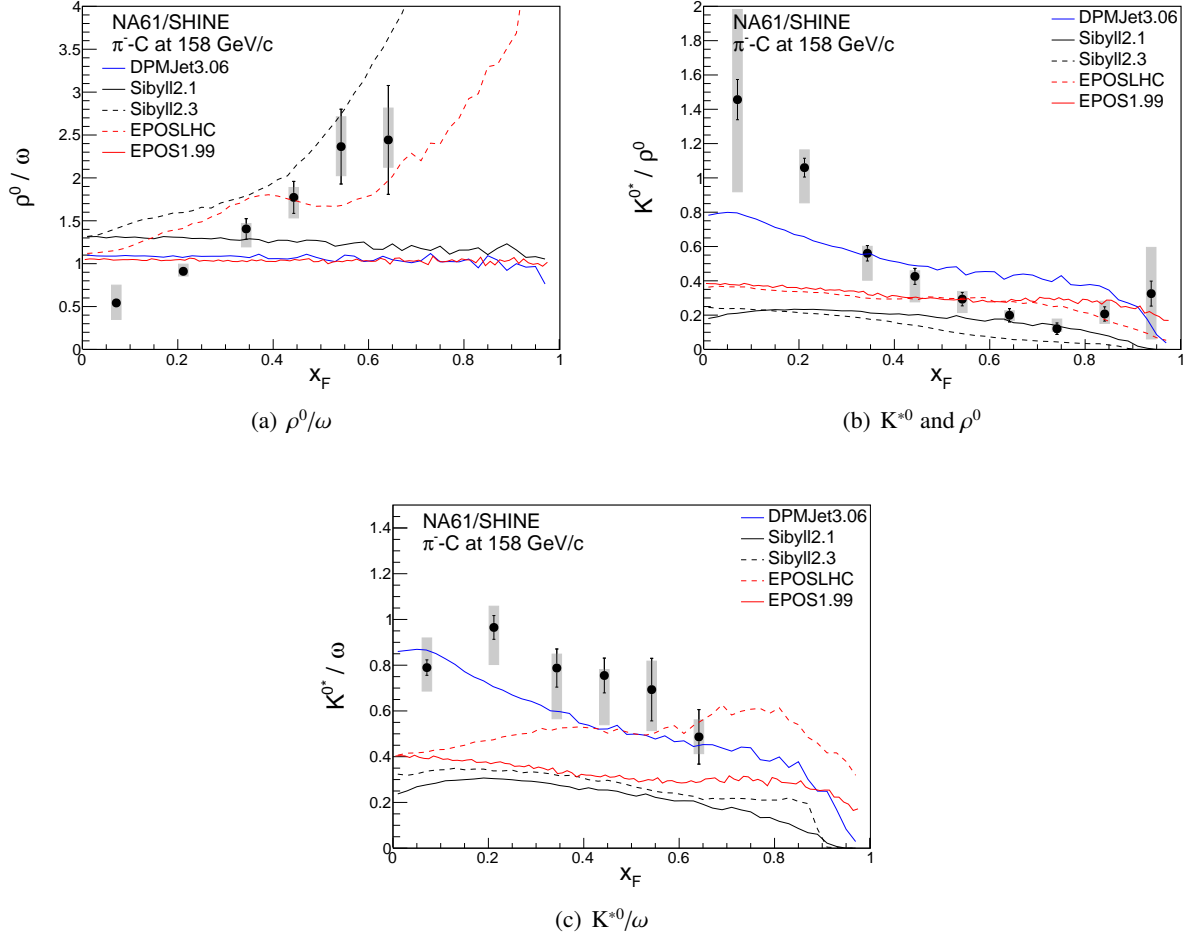 NA61/SHINE
π⁻-C at 158 GeV/c
DPMJet3.06
Sibyll2.1
Sibyll2.3
EPOSLHC
EPOS1.99
ρ⁰ / ω
4
3.5
3
2.5
2
1.5
1
0.5
0
0 0.2 0.4 0.6 0.8 1
x_F
(a) ρ⁰/ω
NA61/SHINE
π⁻-C at 158 GeV/c
DPMJet3.06
Sibyll2.1
Sibyll2.3
EPOSLHC
EPOS1.99
K⁰* / ρ⁰
2
1.8
1.6
1.4
1.2
1
0.8
0.6
0.4
0.2
0
0 0.2 0.4 0.6 0.8 1
x_F
(b) K*⁰ and ρ⁰
NA61/SHINE
π⁻-C at 158 GeV/c
DPMJet3.06
Sibyll2.1
Sibyll2.3
EPOSLHC
EPOS1.99
K⁰* / ω
1.4
1.2
1
0.8
0.6
0.4
0.2
0
0 0.2 0.4 0.6 0.8 1
x_F
(c) K*⁰/ω